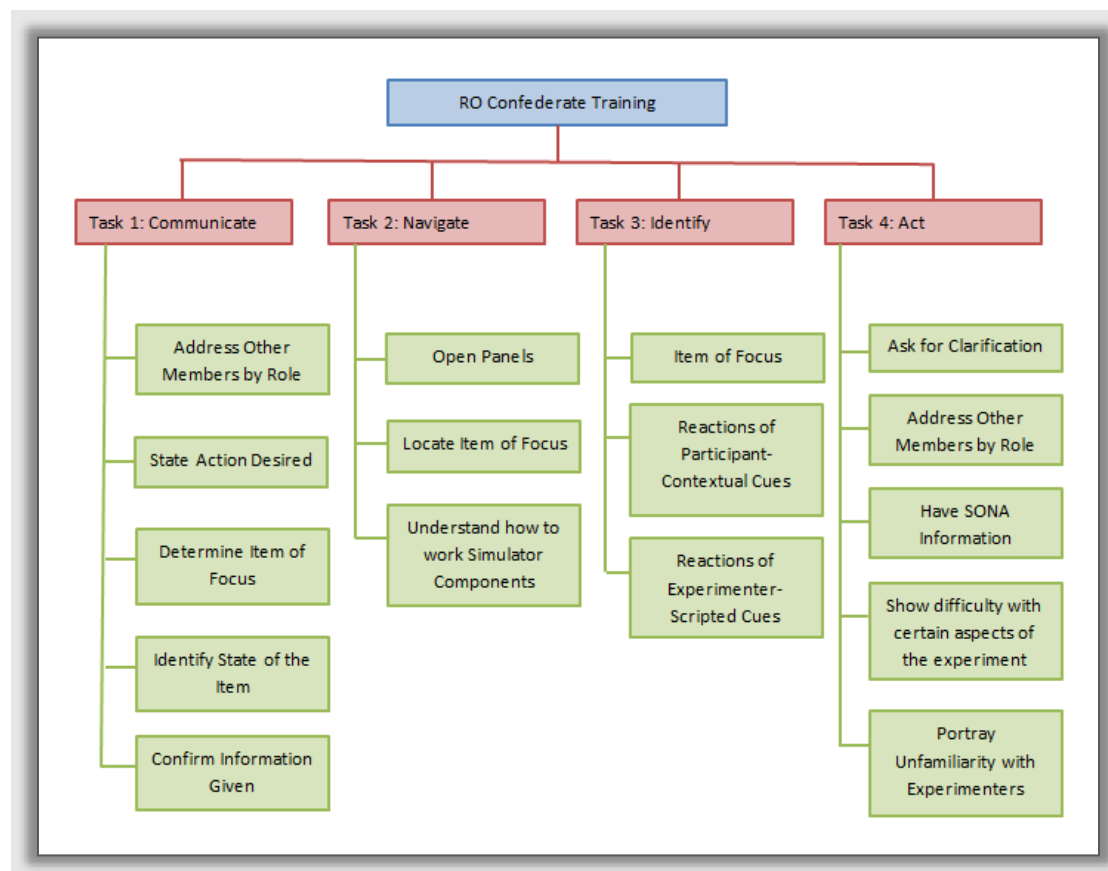 RO Confederate Training
Task 1: Communicate
Address Other
Members by Role
State Action Desired
Determine Item of
Focus
Identify State of the
Item
Confirm Information
Given
Task 2: Navigate
Open Panels
Locate Item of Focus
Understand how to
work Simulator
Components
Task 3: Identify
Item of Focus
Reactions of
Participant-
Contextual Cues
Reactions of
Experimenter-
Scripted Cues
Task 4: Act
Ask for Clarification
Address Other
Members by Role
Have SONA
Information
Show difficulty with
certain aspects of
the experiment
Portray
Unfamiliarity with
Experimenters